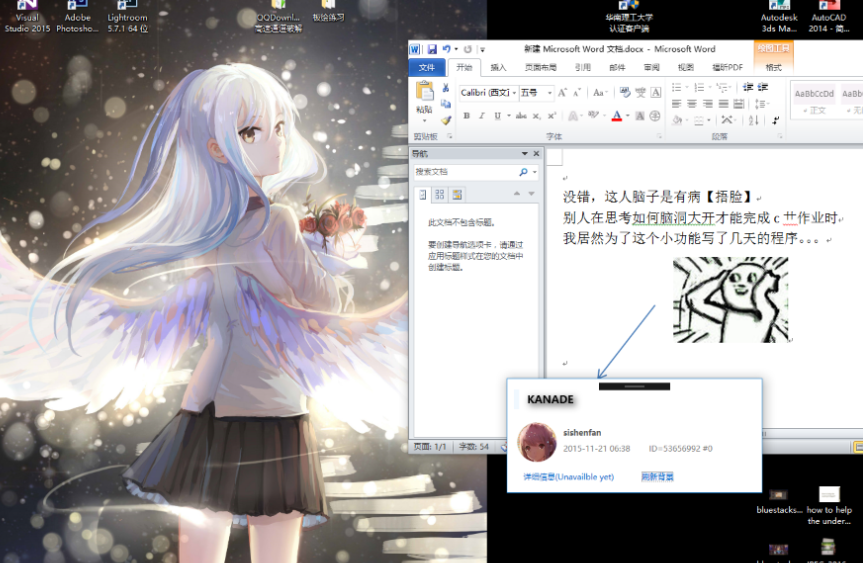 Visual
Studio 2015
Adobe
Photosho...
Lightroom
5.7.1 64 位
QQDownl...
高速通道破解
板绘练习
华南理工大学
认证客户端
Autodesk
3ds Ma...
AutoCAD
2014 - 简...
新建 Microsoft Word 文档.docx - Microsoft Word
视图工具
文件
开始
插入
页面布局
引用
邮件
审阅
视图
福昕PDF
格式
粘贴
Calibri (西文)
五号
AaBbCcDd
AaBb
正文
剪贴板
字体
段落
导航
搜索文档
此文档不包含标题。
要创建导航选项卡，请通过
应用标题样式在您的文档中
创建标题。
没错，这人脑子是有病【捂脸】
别人在思考如何脑洞大开才能完成 c 艹作业时
我居然为了这个小功能写了几天的程序。。。
页面: 1/1
字数: 54
KANADE
sishenfan
2015-11-21 06:38
ID=53656992 #0
详细信息(Unavailble yet)
刷新背景
bluestacks...
how to help
the under...